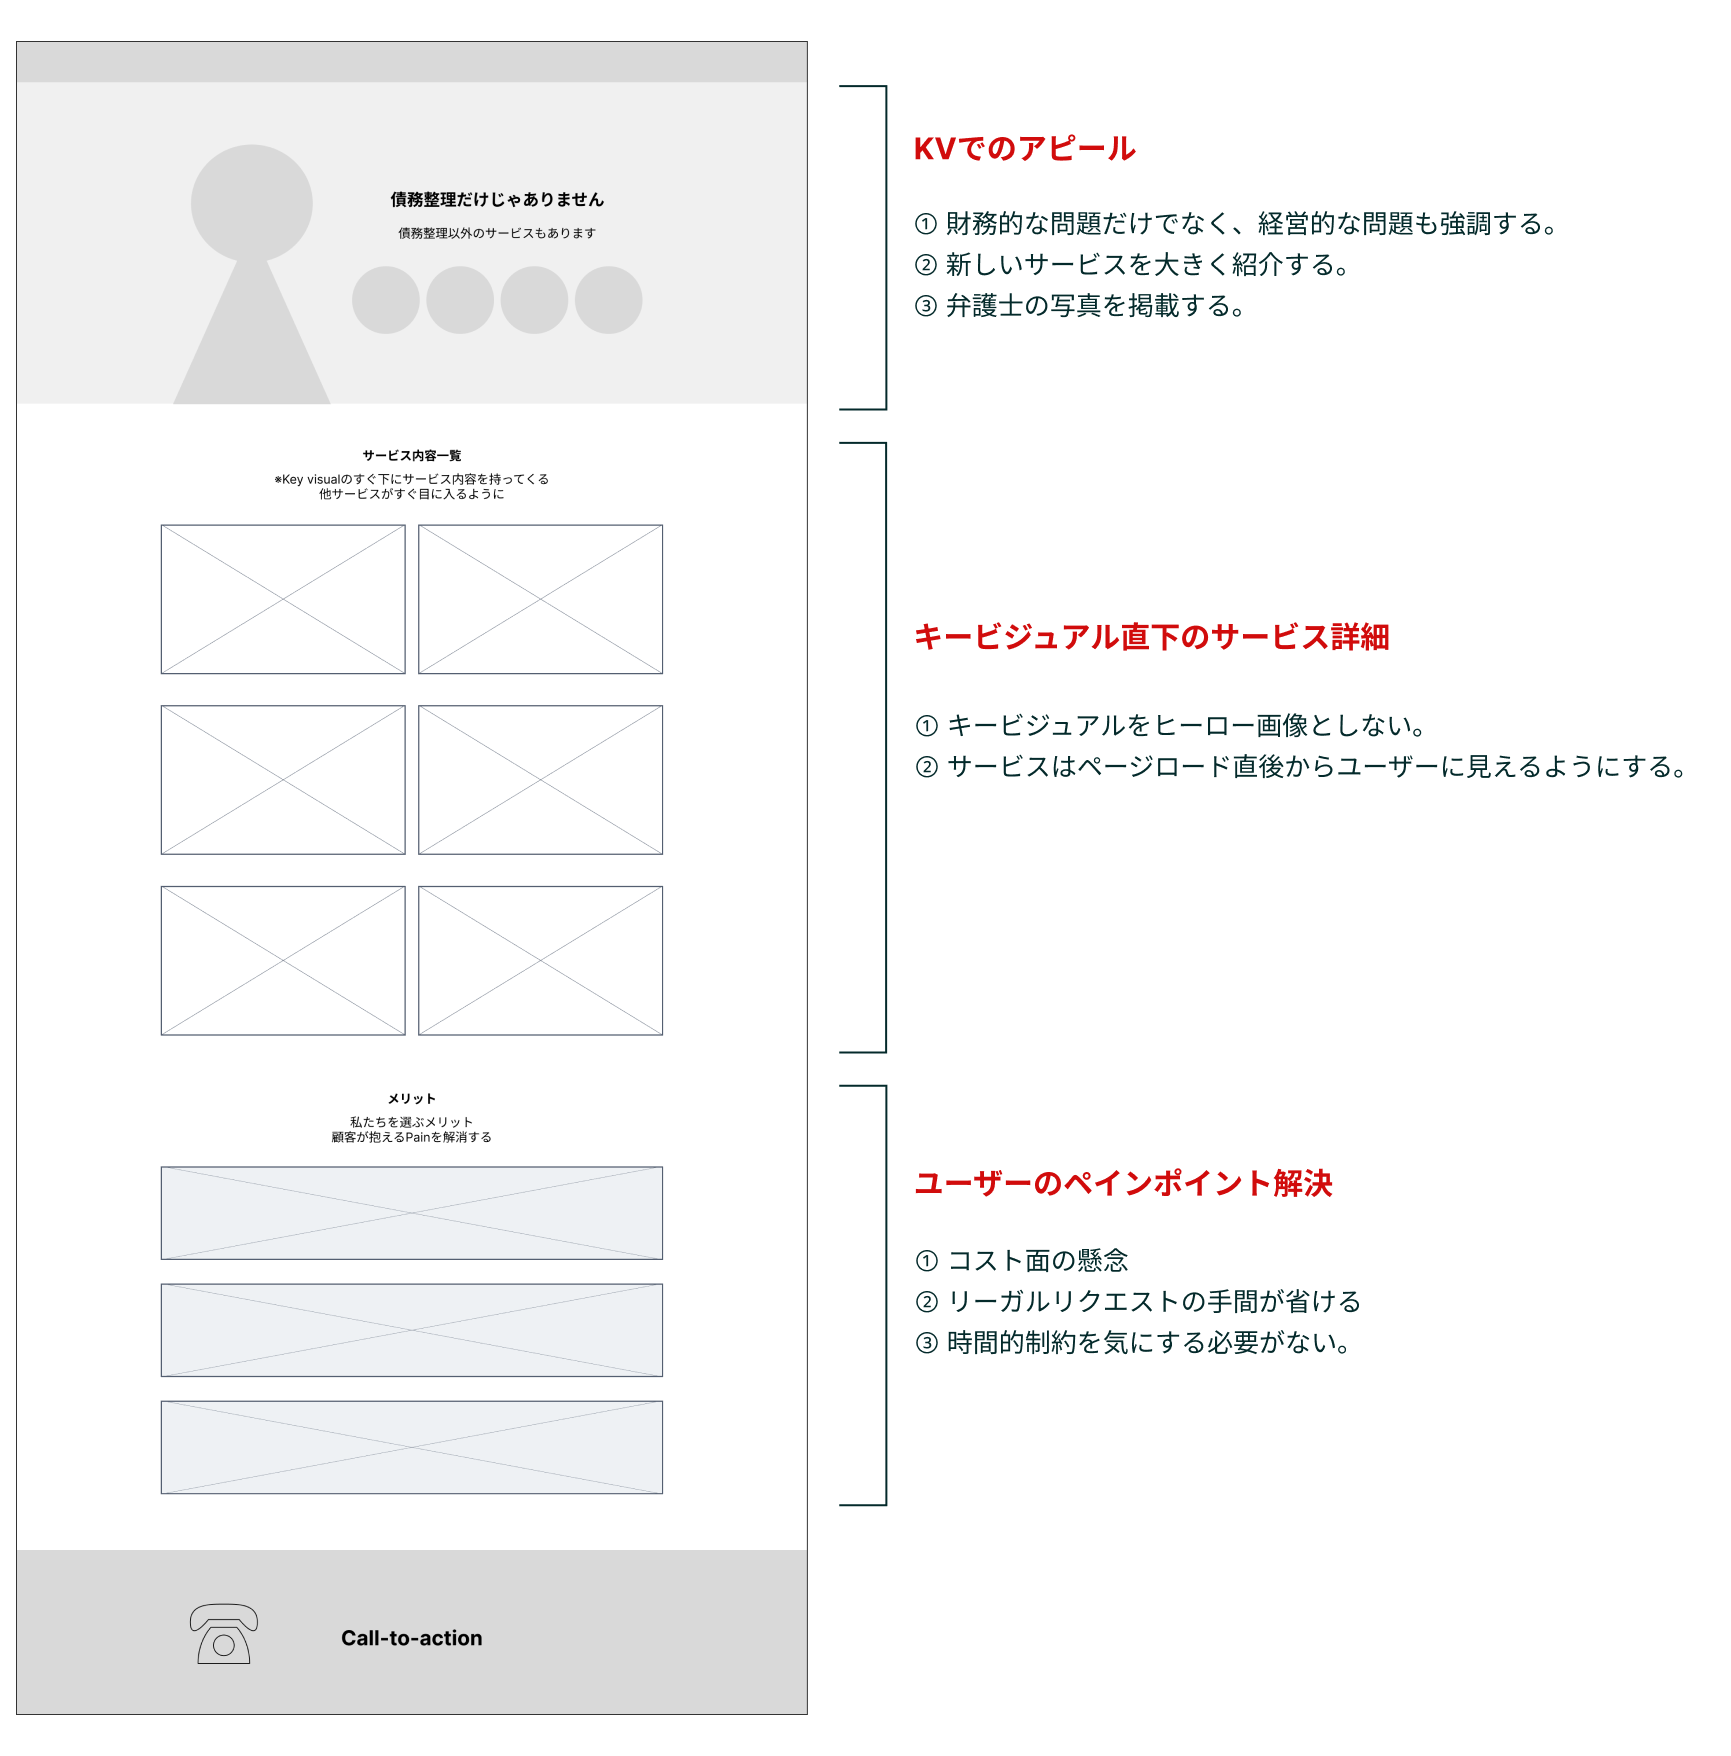 債務整理だけじゃありません
債務整理以外のサービスもあります
サービス内容一覧
※Key visualのすぐ下にサービス内容を持ってくる
他サービスがすぐ目に入るように
メリット
私たちを選ぶメリット
顧客が抱えるPainを解消する
Call-to-action
KVでのアピール
① 財務的な問題だけでなく、経営的な問題も強調する。
② 新しいサービスを大きく紹介する。
③ 弁護士の写真を掲載する。
キービジュアル直下のサービス詳細
① キービジュアルをヒーロー画像としない。
② サービスはページロード直後からユーザーに見えるようにする。
ユーザーのペインポイント解決
① コスト面の懸念
② リーガルリクエストの手間が省ける
③ 時間的制約を気にする必要がない。